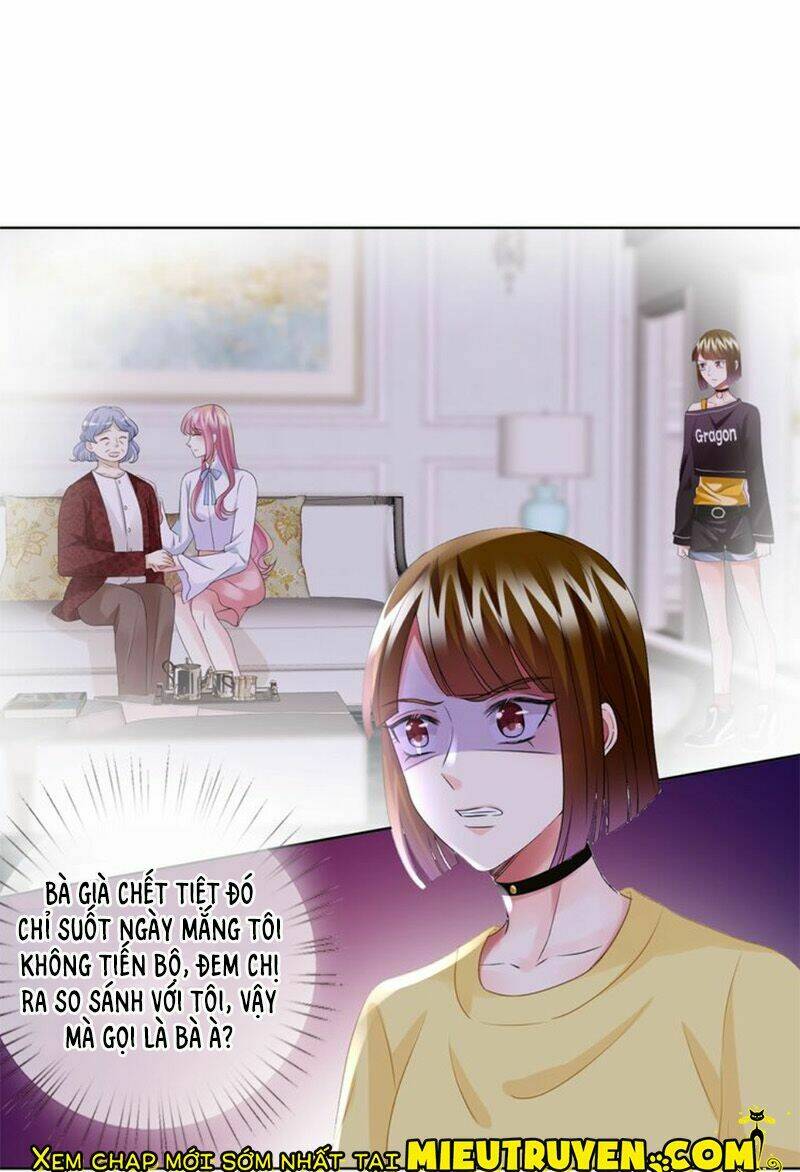 Gragon
BÀ GIÀ CHẾT TIỆT ĐÓ
CHỈ SUỐT NGÀY MẮNG TÔI
KHÔNG TIẾN BỘ, ĐEM CHỊ
RA SO SÁNH VỚI TÔI, VẬY
MÀ GỌI LÀ BÀ À?
XEM CHAP MỚI SỚM NHẤT TẠI MIEUTRUYEN.COM